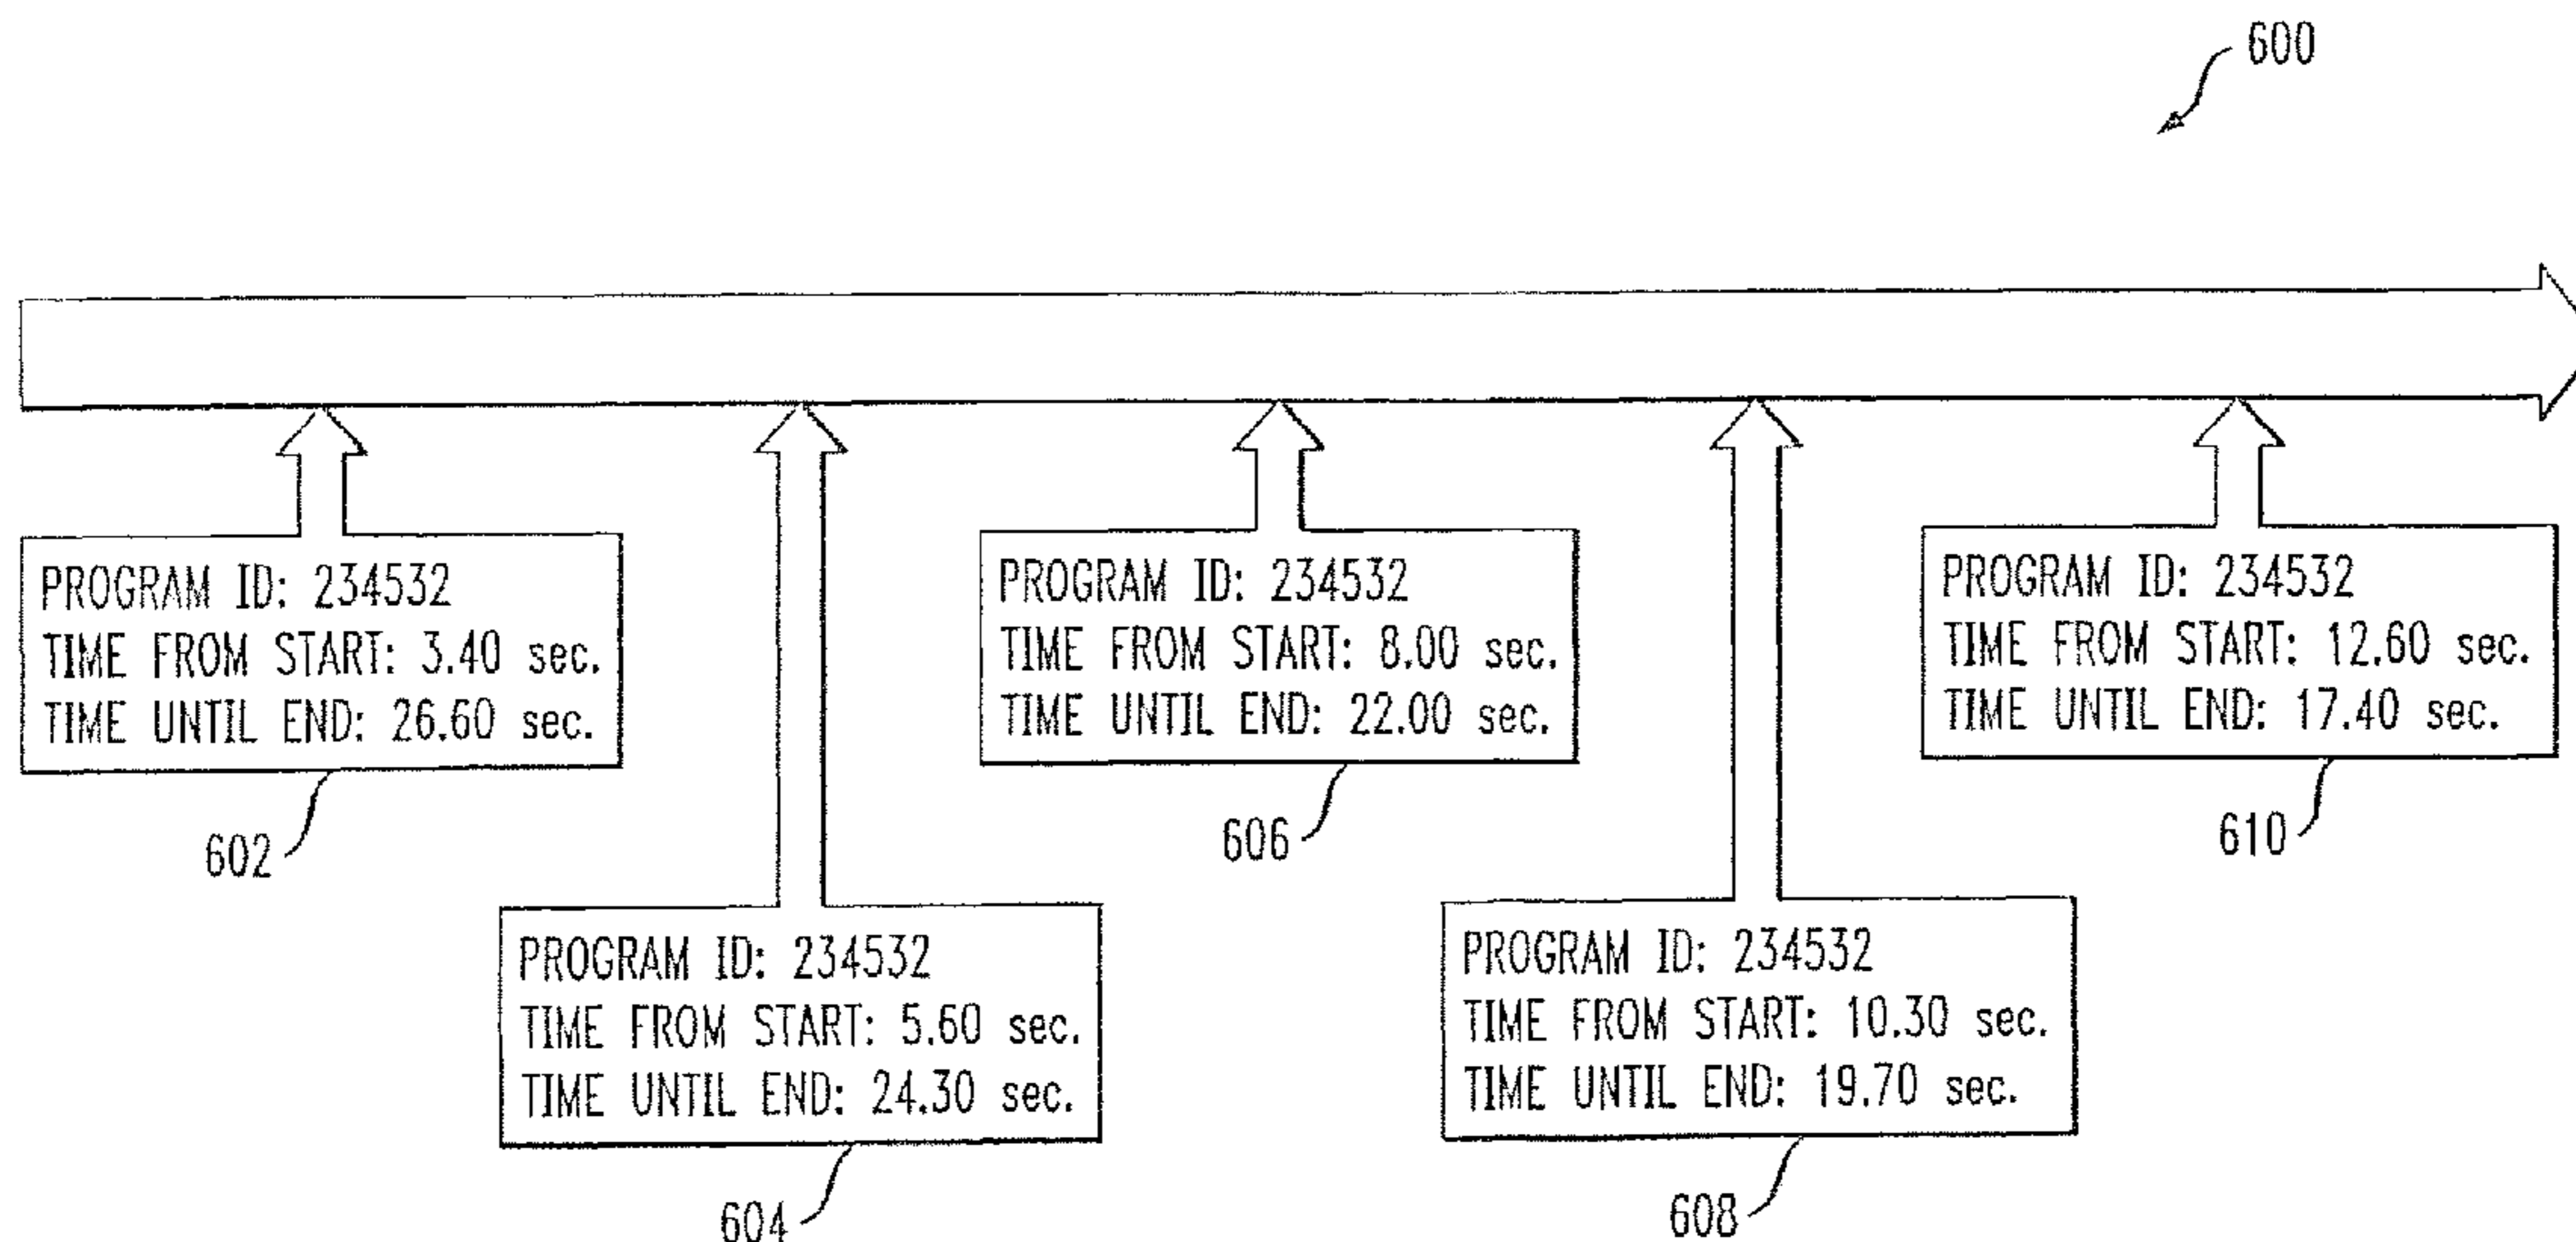 600
PROGRAM ID: 234532
TIME FROM START: 3.40 sec.
TIME UNTIL END: 26.60 sec.
602
PROGRAM ID: 234532
TIME FROM START: 5.60 sec.
TIME UNTIL END: 24.30 sec.
604
PROGRAM ID: 234532
TIME FROM START: 8.00 sec.
TIME UNTIL END: 22.00 sec.
606
PROGRAM ID: 234532
TIME FROM START: 10.30 sec.
TIME UNTIL END: 19.70 sec.
608
PROGRAM ID: 234532
TIME FROM START: 12.60 sec.
TIME UNTIL END: 17.40 sec.
610